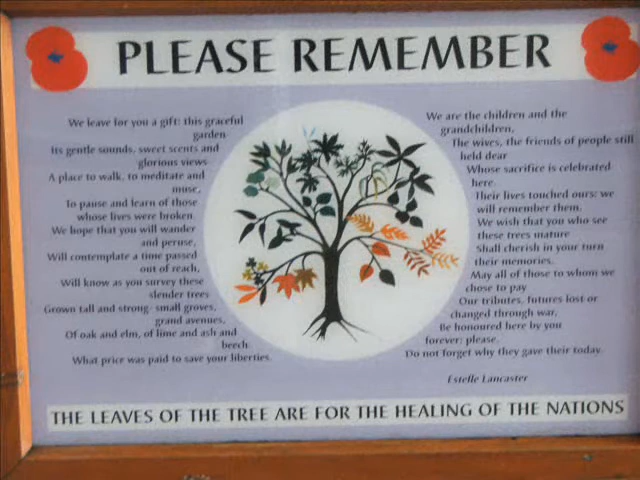 PLEASE REMEMBER
We leave for you a gift: this graceful
garden
Its gentle sounds, sweet scents and
glorious views
A place to walk, to meditate and
muse,
To pause and learn of those
whose lives were broken.
We hope that you will wander
and peruse,
Will contemplate a time passed
out of reach,
Will know as you survey these
slender trees
Grown tall and strong- small groves,
grand avenues,
Of oak and elm, of lime and ash and
beech
What price was paid to save your liberties.
We are the children and the
grandchildren,
The wives, the friends of people still
held dear
Whose sacrifice is celebrated
here.
Their lives touched ours: we
will remember them.
We wish that you who see
these trees mature
Shall cherish in your turn
their memories.
May all of those to whom we
chose to pay
Our tributes, futures lost or
changed through war,
Be honoured here by you
forever: please,
Do not forget why they gave their today.
Estelle Lancaster
THE LEAVES OF THE TREE ARE FOR THE HEALING OF THE NATIONS